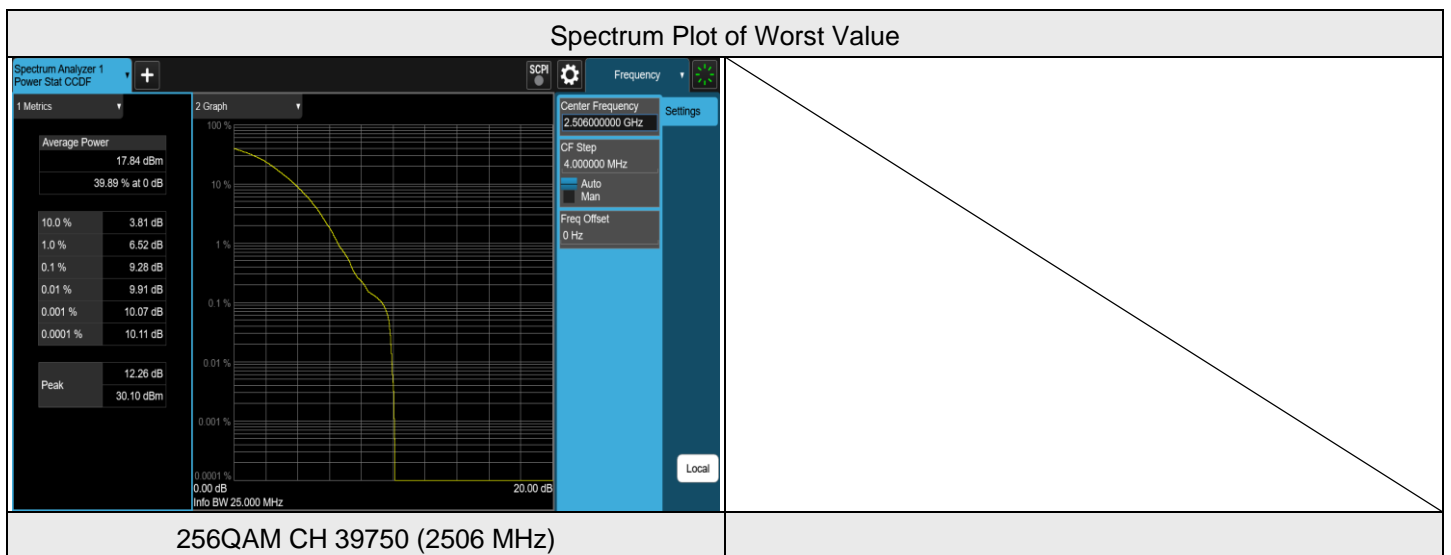 Spectrum Plot of Worst Value
Spectrum Analyzer 1
Power Stat CCDF
+
SCPI
Frequency
1 Metrics
Average Power
17.84 dBm
39.89 % at 0 dB
10.0 % 3.81 dB
1.0 % 6.52 dB
0.1 % 9.28 dB
0.01 % 9.91 dB
0.001 % 10.07 dB
0.0001 % 10.11 dB
Peak
12.26 dB
30.10 dBm
2 Graph
100 %
10 %
1 %
0.1 %
0.01 %
0.001 %
0.0001 %
0.00 dB 20.00 dB
Info BW 25.000 MHz
Center Frequency
2.506000000 GHz
CF Step
4.000000 MHz
Auto
Man
Freq Offset
0 Hz
Settings
Local
256QAM CH 39750 (2506 MHz)